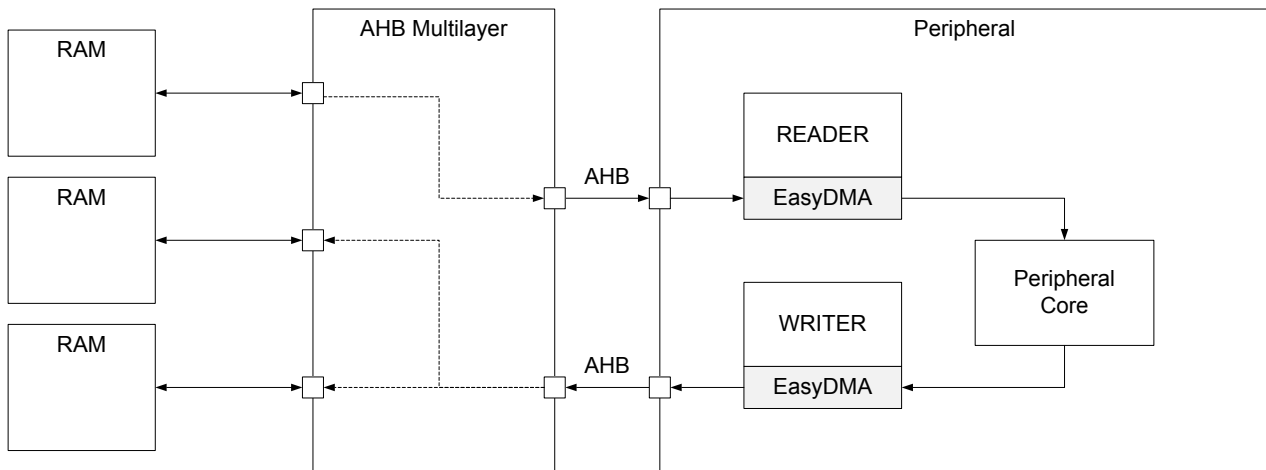 RAM
AHB Multilayer
Peripheral
READER
EasyDMA
AHB
RAM
Peripheral
Core
WRITER
EasyDMA
AHB
RAM